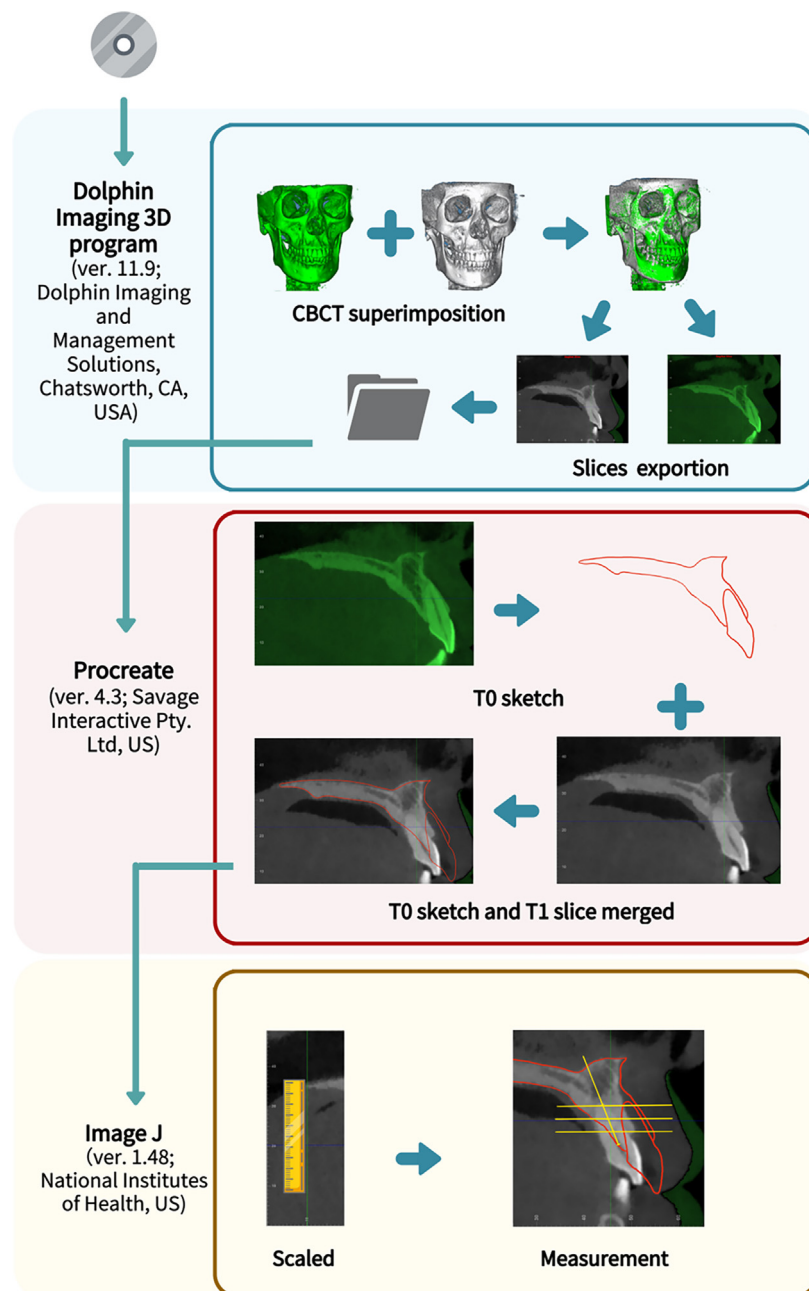 Dolphin
Imaging 3D
program
(ver. 11.9;
Dolphin Imaging
and
Management
Solutions,
Chatsworth, CA,
USA)
CBCT superimposition
Slices exportion
Procreate
(ver. 4.3; Savage
Interactive Pty.
Ltd, US)
T0 sketch
T0 sketch and T1 slice merged
Image J
(ver. 1.48;
National Institutes
of Health, US)
Scaled
Measurement